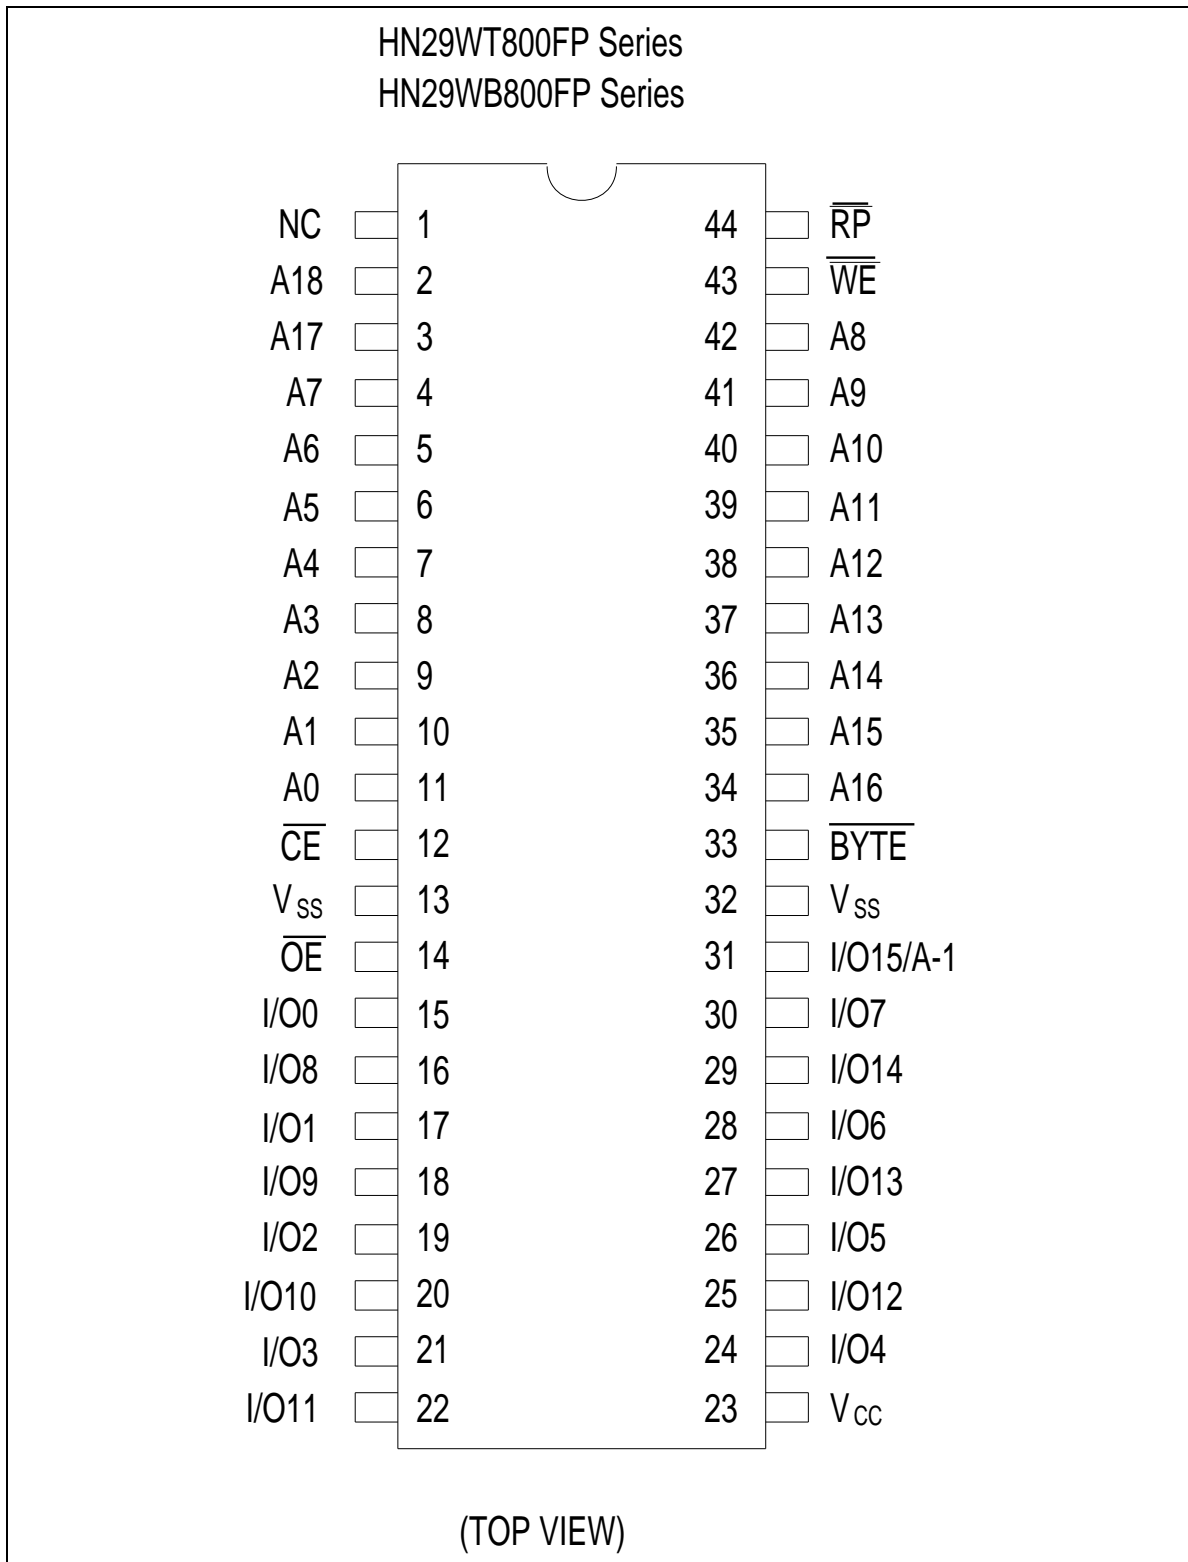 HN29WT800FP Series
HN29WB800FP Series
NC 1 44 RP
A18 2 43 WE
A17 3 42 A8
A7 4 41 A9
A6 5 40 A10
A5 6 39 A11
A4 7 38 A12
A3 8 37 A13
A2 9 36 A14
A1 10 35 A15
A0 11 34 A16
CE 12 33 BYTE
VSS 13 32 VSS
OE 14 31 I/O15/A-1
I/O0 15 30 I/O7
I/O8 16 29 I/O14
I/O1 17 28 I/O6
I/O9 18 27 I/O13
I/O2 19 26 I/O5
I/O10 20 25 I/O12
I/O3 21 24 I/O4
I/O11 22 23 VCC
(TOP VIEW)